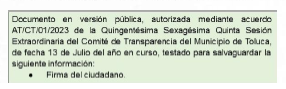 Documento en versión pública, autorizada mediante acuerdo
AT/CT/01/2023 de la Quingentésima Sexagésima Quinta Sesión
Extraordinaria del Comité de Transparencia del Municipio de Toluca,
de fecha 13 de Julio del año en curso, testado para salvaguardar la
siguiente información:
• Firma del ciudadano.